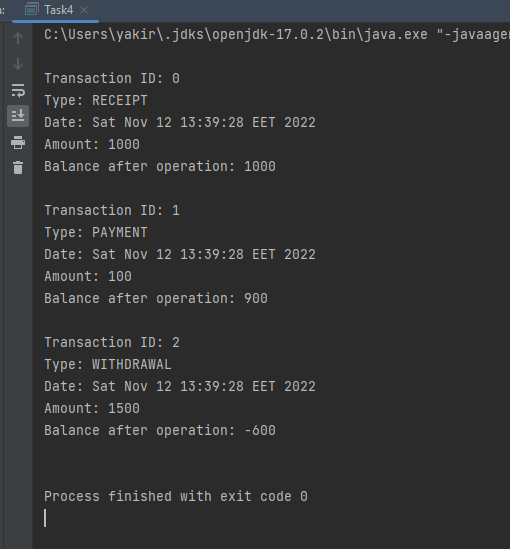 Task4
C:\Users\yakir\.jdks\openjdk-17.0.2\bin\java.exe "-javaagen
Transaction ID: 0
Type: RECEIPT
Date: Sat Nov 12 13:39:28 EET 2022
Amount: 1000
Balance after operation: 1000
Transaction ID: 1
Type: PAYMENT
Date: Sat Nov 12 13:39:28 EET 2022
Amount: 100
Balance after operation: 900
Transaction ID: 2
Type: WITHDRAWAL
Date: Sat Nov 12 13:39:28 EET 2022
Amount: 1500
Balance after operation: -600
Process finished with exit code 0